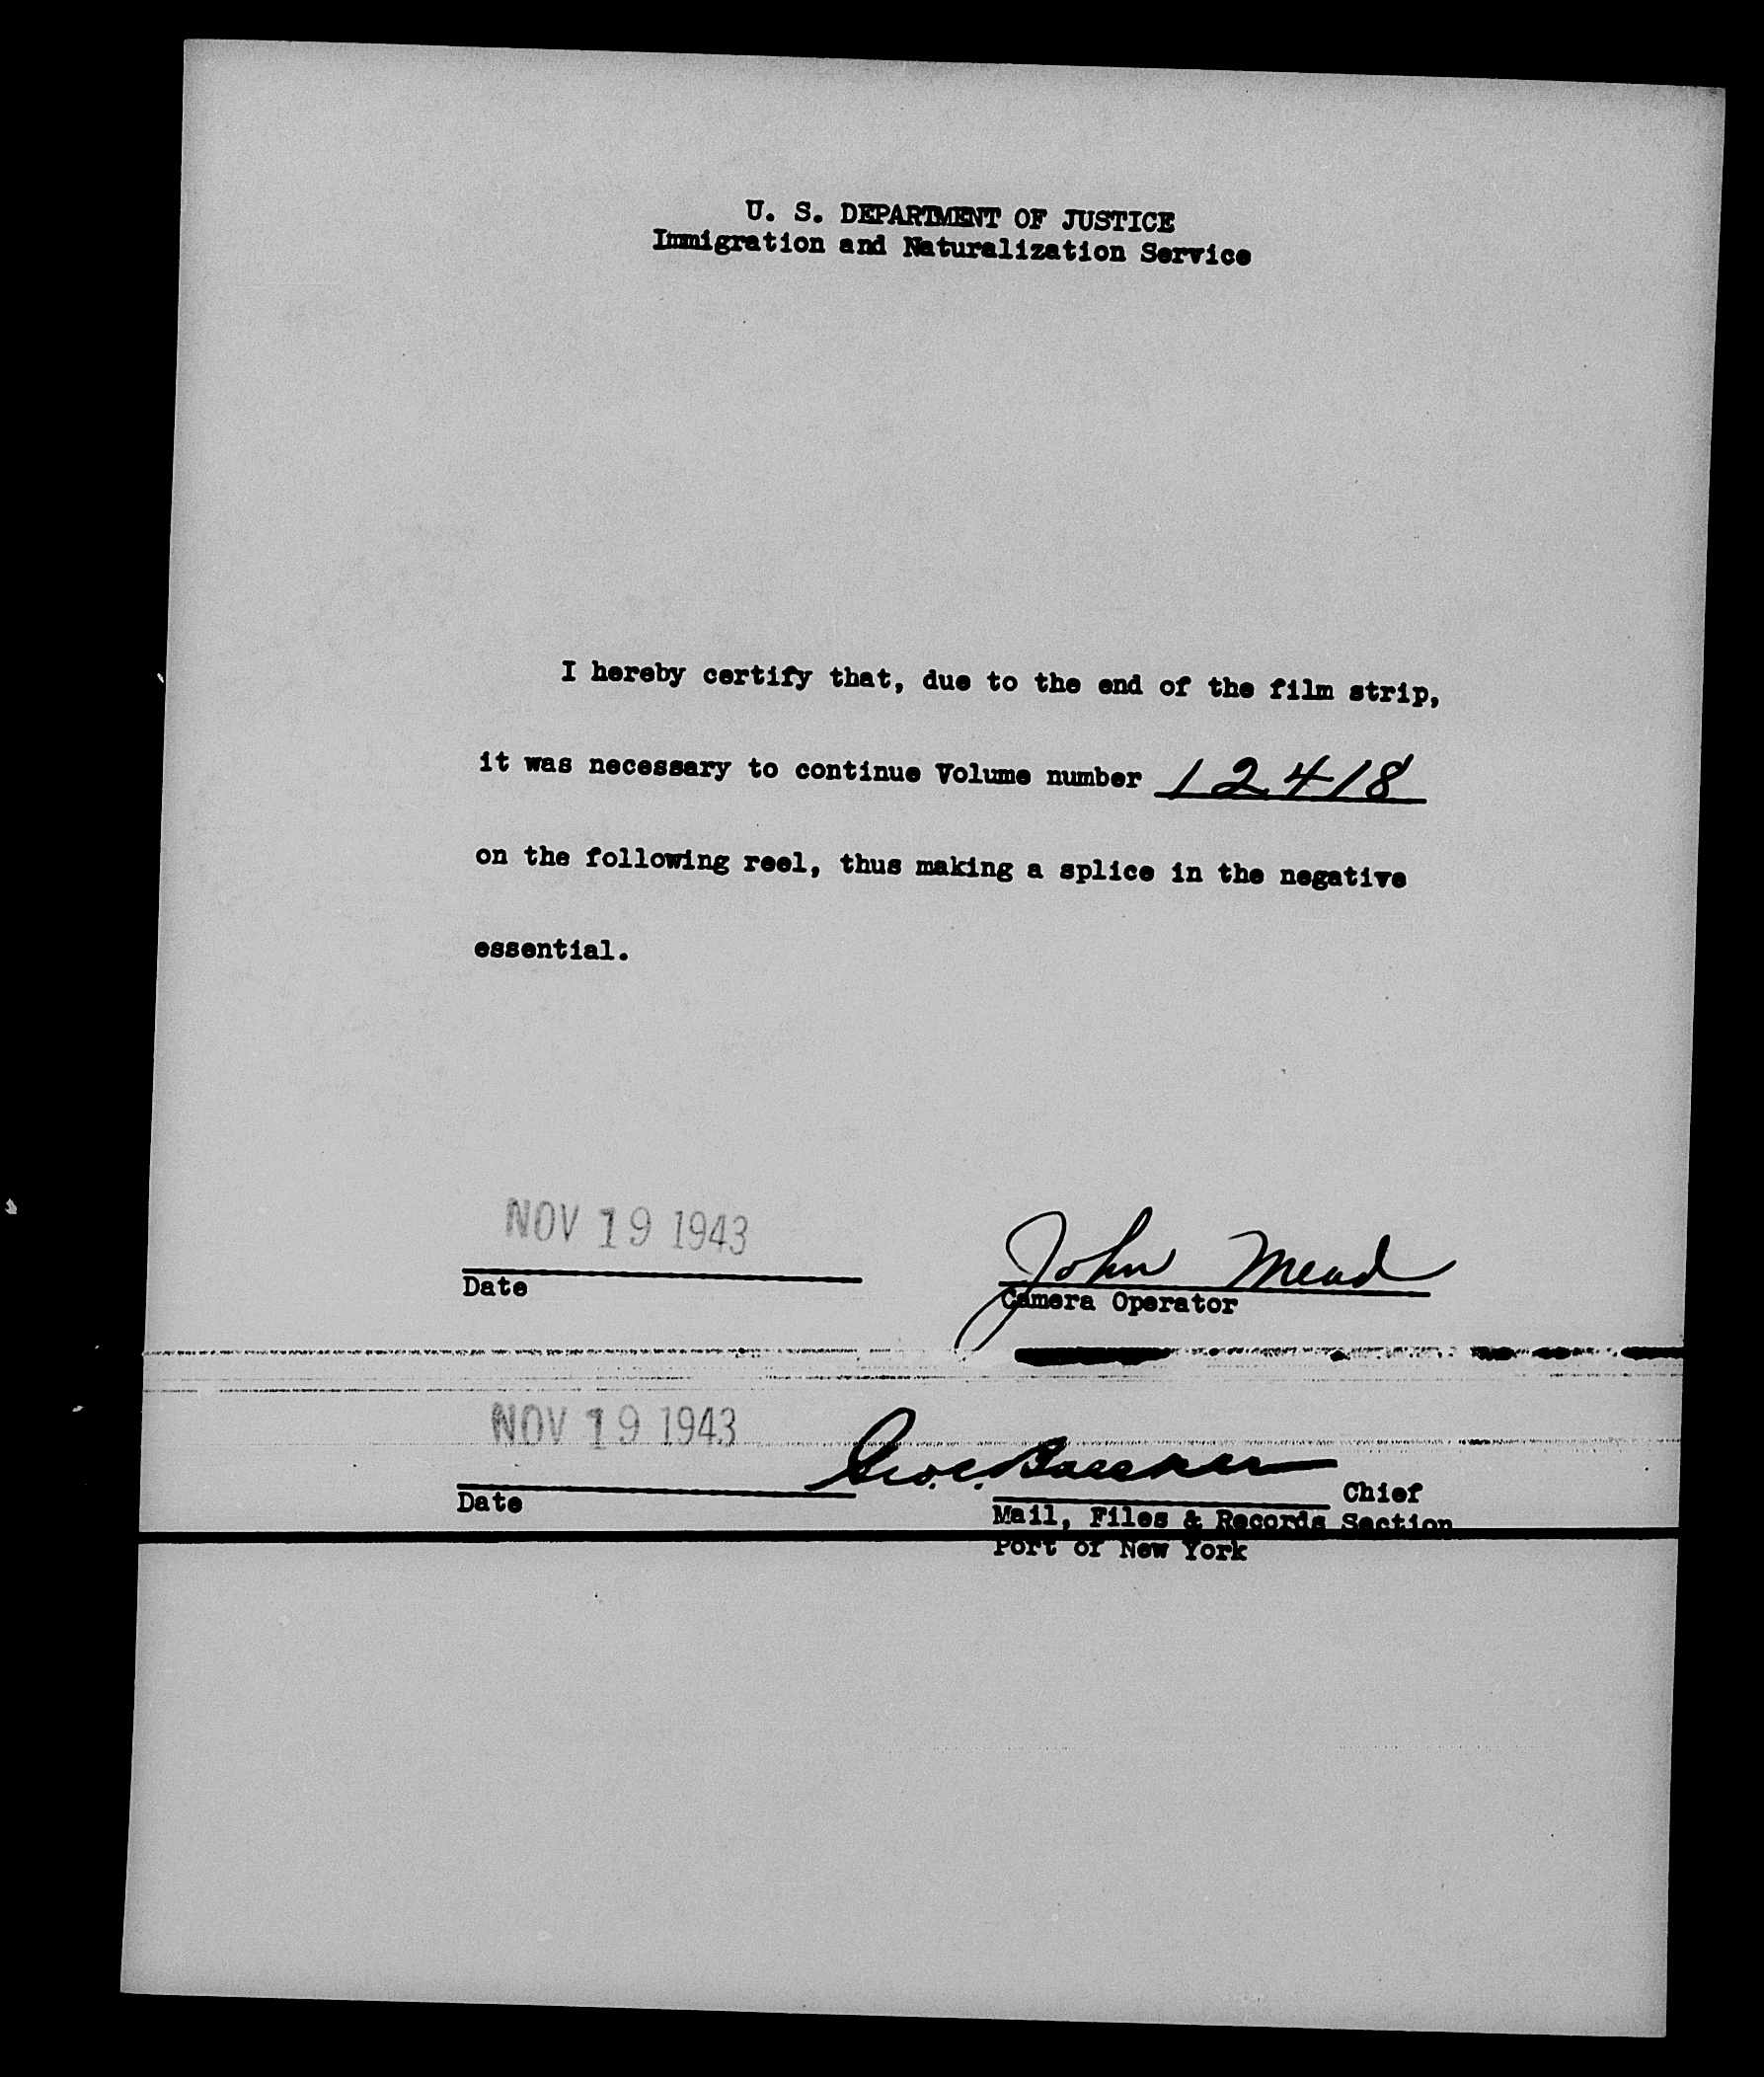 U. S. DEPARTMENT OF JUSTICE
Immigration and Naturalization Service
I hereby certify that, due to the end of the film strip,
it was necessary to continue Volume number 12418
on the following reel, thus making a splice in the negative
essential.
NOV 19 1943
John Mead
Date
Camera Operator
NOV 19 1943
Geo. C.
Chief
Date
Mail, Files & Records Section
Port of New York